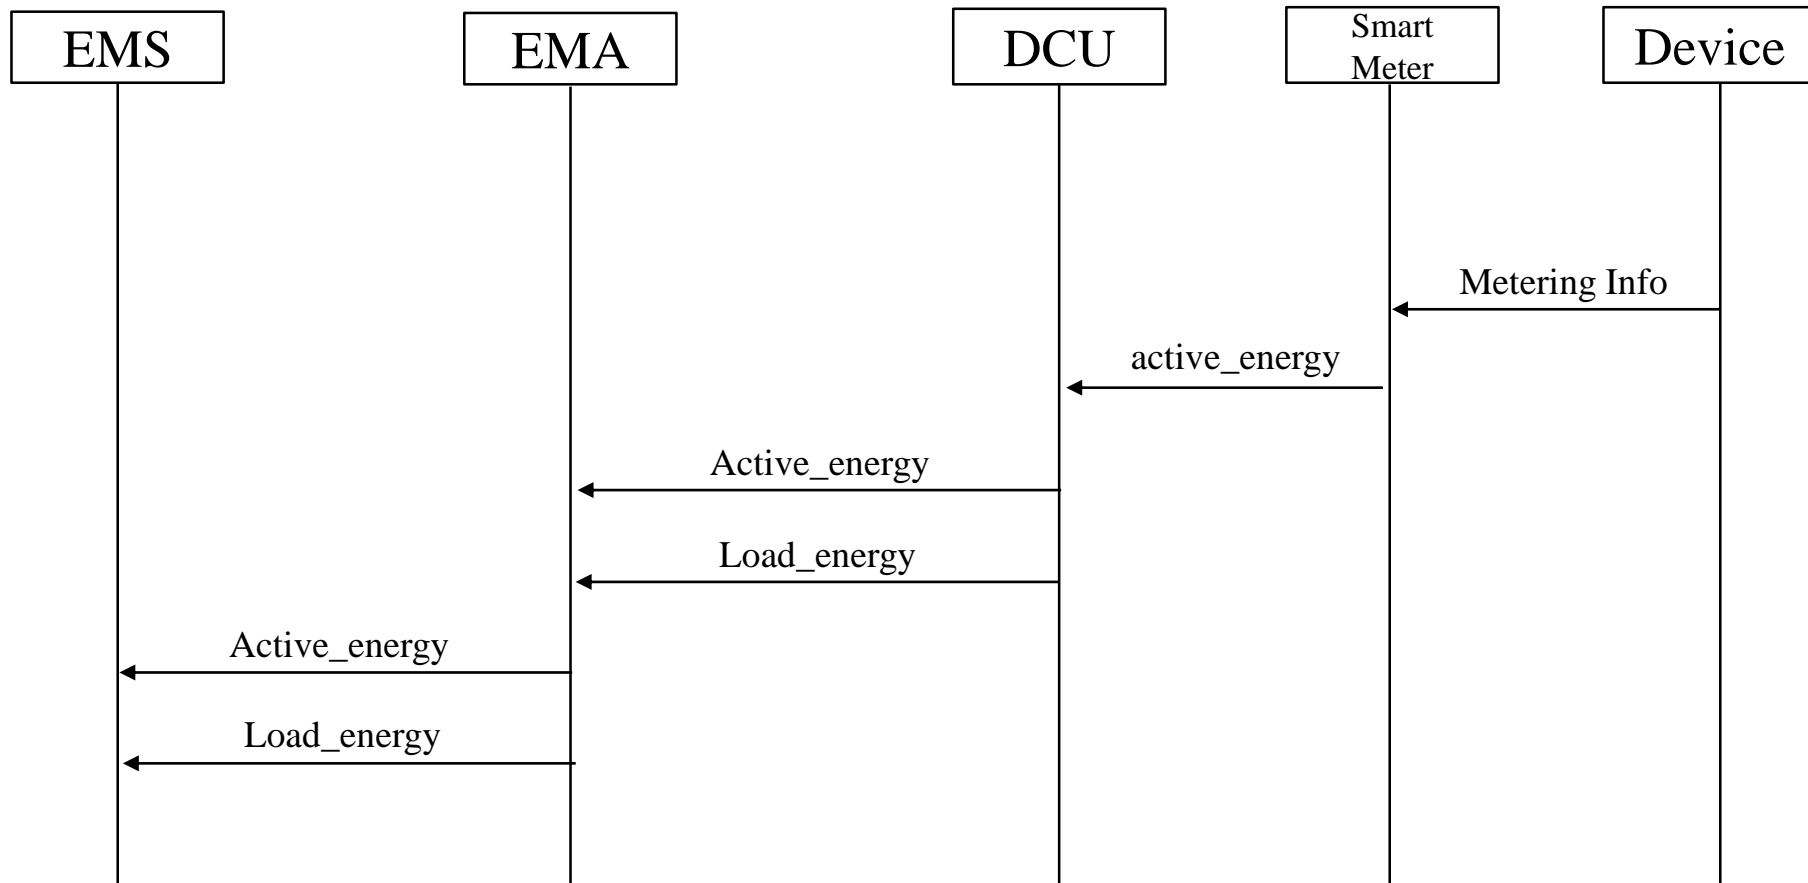 EMS
EMA
DCU
Smart
Meter
Device
Metering Info
active_energy
Active_energy
Load_energy
Active_energy
Load_energy